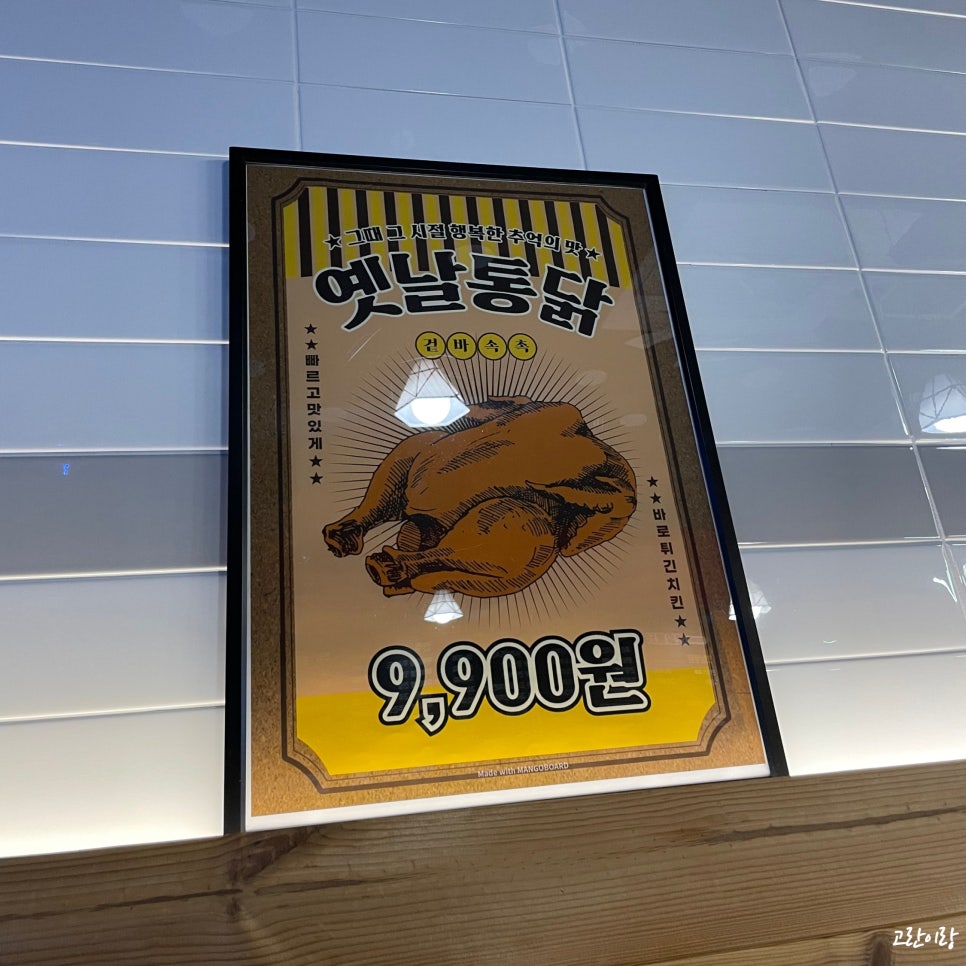 ★그때 그 시절 행복한 추억의 맛★
옛날통닭
겉바속촉
★★빠르고맛있게★★
★★바로튀긴치킨★★
9,900원
Made with MANGOBOARD
고란이랑